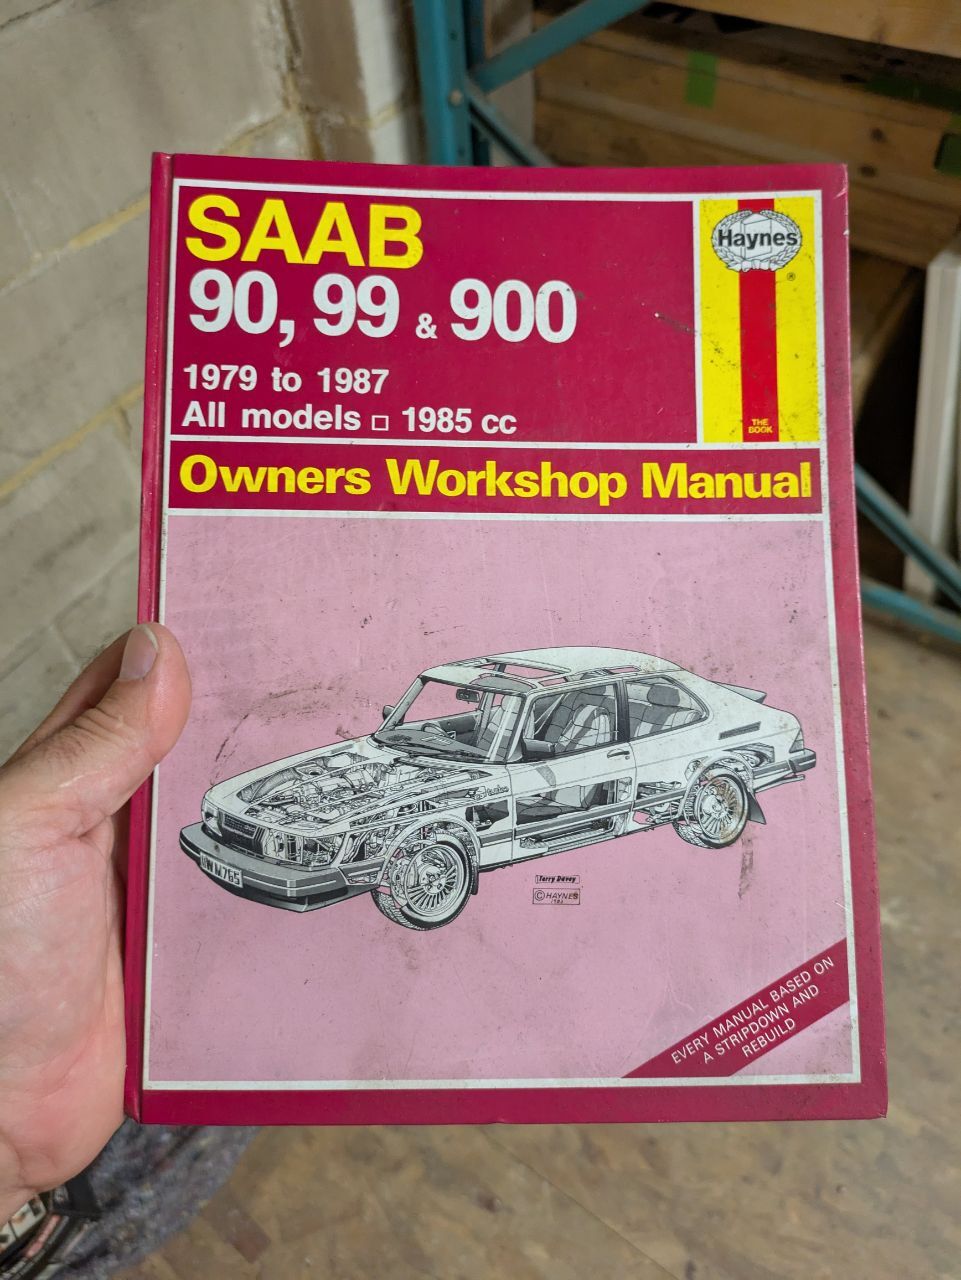 SAAB
90, 99 & 900
1979 to 1987
All models □ 1985 cc
Haynes
®
THE
BOOK
Owners Workshop Manual
turbo
Terry Davey
© HAYNES
EVERY MANUAL BASED ON
A STRIPDOWN AND
REBUILD